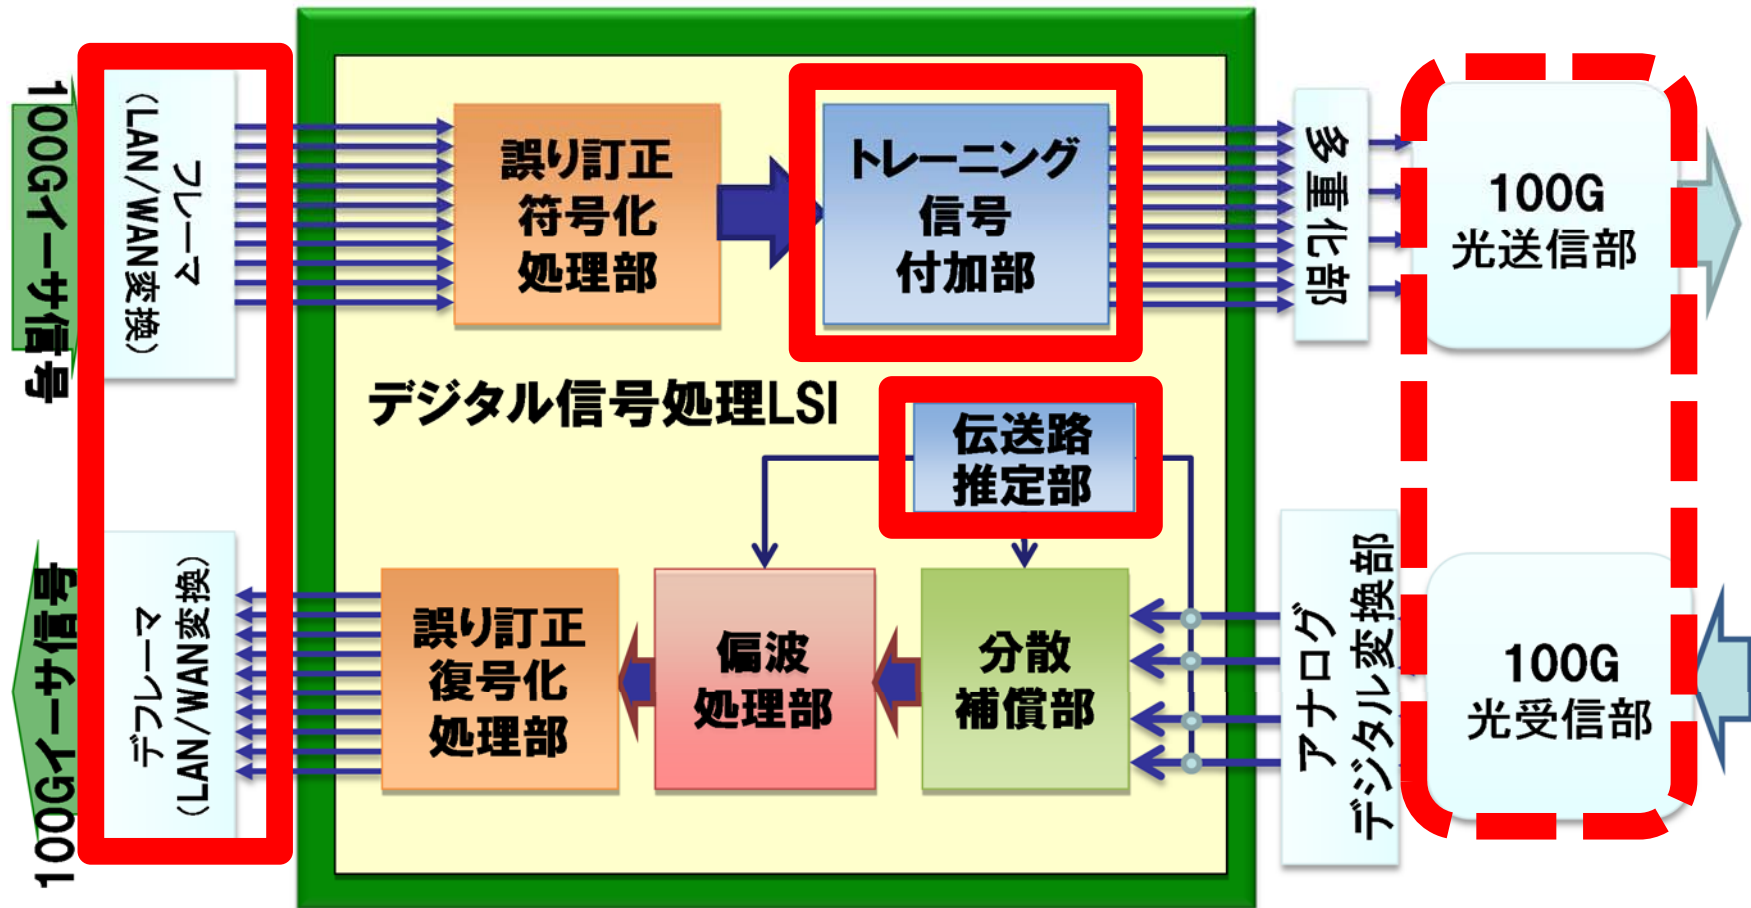 100Gイーサ信号
フレーマ
(LAN/WAN変換)
誤り訂正
符号化
処理部
トレーニング
信号
付加部
多重化部
100G
光送信部
デジタル信号処理LSI
伝送路
推定部
100Gイーサ信号
デフレーマ
(LAN/WAN変換)
誤り訂正
復号化
処理部
偏波
処理部
分散
補償部
アナログ
デジタル変換部
100G
光受信部